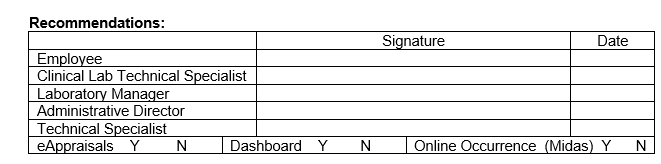 Recommendations:
Signature Date
Employee
Clinical Lab Technical Specialist
Laboratory Manager
Administrative Director
Technical Specialist
eAppraisals Y N Dashboard Y N Online Occurrence (Midas) Y N